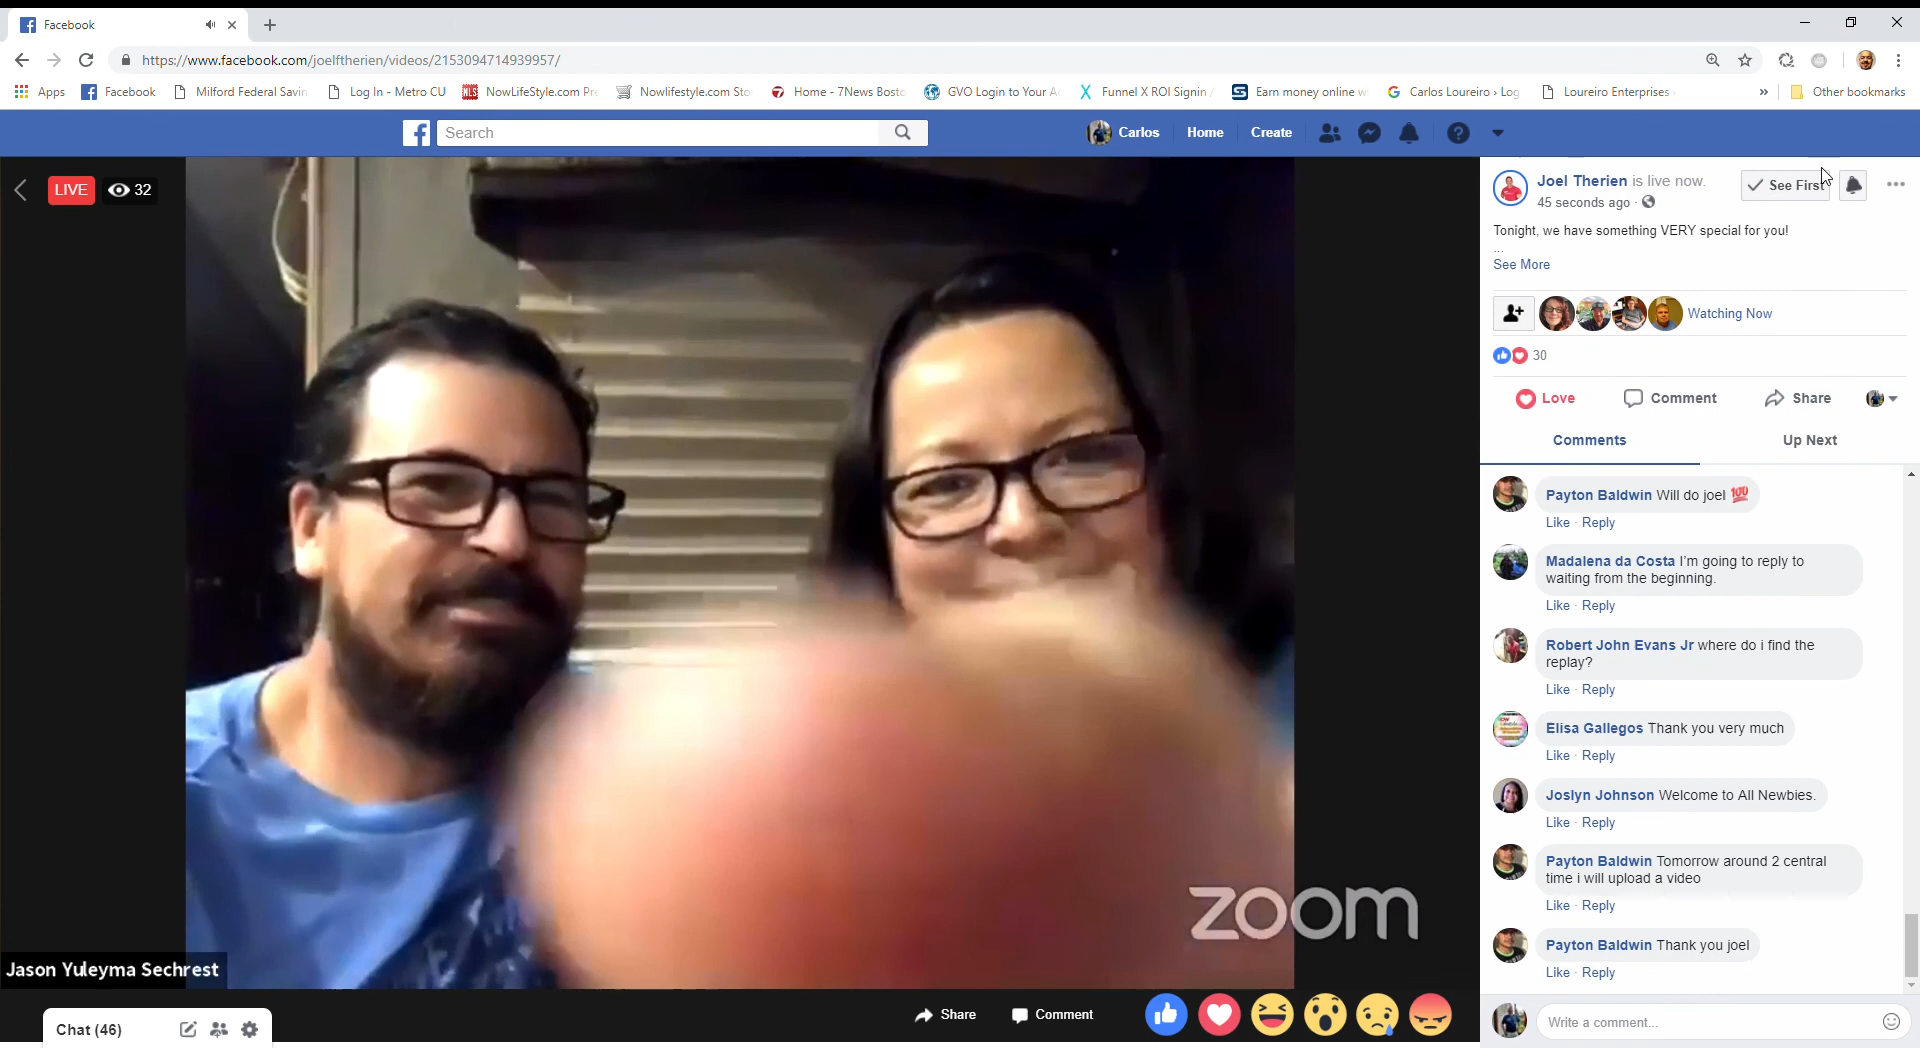 Facebook
https://www.facebook.com/joelftherien/videos/2153094714939957/
Apps Facebook Milford Federal Savin Log In - Metro CU NowLifeStyle.com Pre Nowlifestyle.com Sto Home - 7News Bosto GVO Login to Your A Funnel X ROI Signin Earn money online w Carlos Loureiro › Log Loureiro Enterprises » Other bookmarks
Search
Carlos Home Create
LIVE 32
Joel Therien is live now.
See First
45 seconds ago
Tonight, we have something VERY special for you!
...
See More
Watching Now
30
Love Comment Share
Comments Up Next
Payton Baldwin Will do joel 💯
Like · Reply
Madalena da Costa I'm going to reply to
waiting from the beginning.
Like · Reply
Robert John Evans Jr where do i find the
replay?
Like · Reply
Elisa Gallegos Thank you very much
Like · Reply
Joslyn Johnson Welcome to All Newbies.
Like · Reply
Payton Baldwin Tomorrow around 2 central
time i will upload a video
Like · Reply
Payton Baldwin Thank you joel
Like · Reply
Write a comment...
zoom
Jason Yuleyma Sechrest
Share Comment
Chat (46)